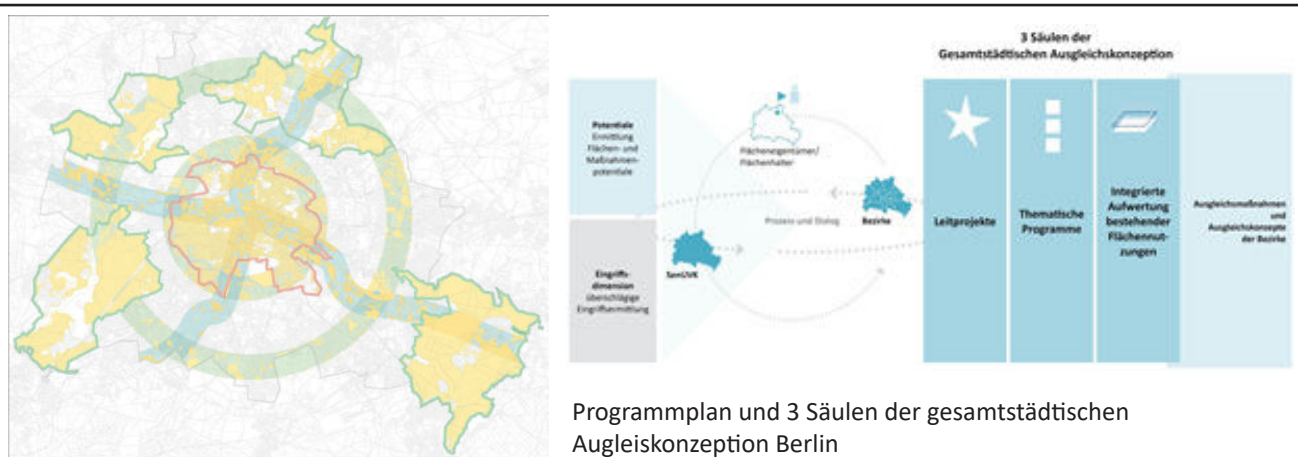 3 Säulen der
Gesamtstädtischen Ausgleichskonzeption
Potentiale
Ermittlung
Flächen- und
Maßnahmen-
potentiale
Flächeneigentümer/
Flächenhalter
Prozess und Dialog
Bezirke
SenUVK
Eingriffs-
dimension
überschlägige
Eingriffsermittlung
Leitprojekte
Thematische
Programme
Integrierte
Aufwertung
bestehender
Flächennut-
zungen
Ausgleichsmaßnahmen
und
Ausgleichskonzepte
der Bezirke
Programmplan und 3 Säulen der gesamtstädtischen
Augleiskonzeption Berlin